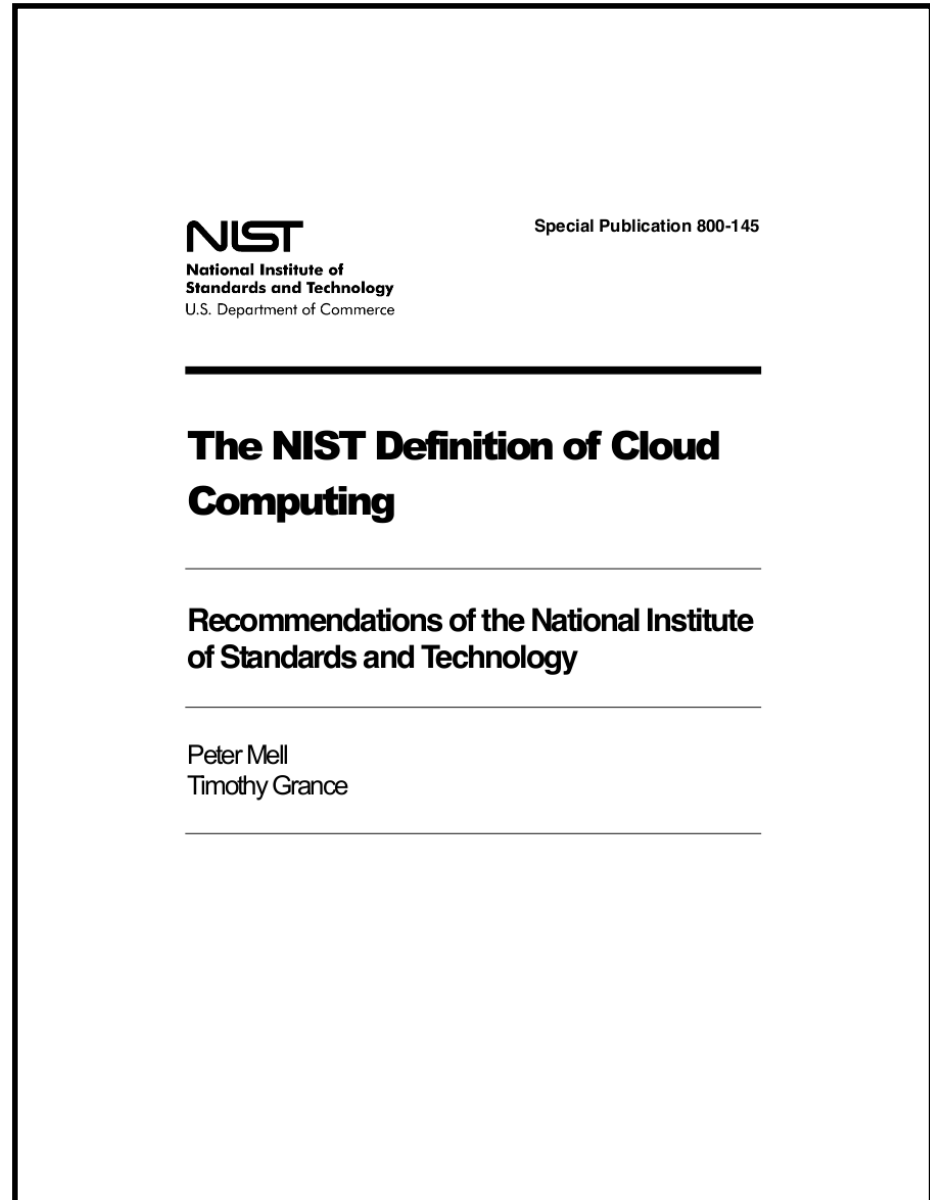 NIST
National Institute of
Standards and Technology
U.S. Department of Commerce
Special Publication 800-145
The NIST Definition of Cloud
Computing
Recommendations of the National Institute
of Standards and Technology
Peter Mell
Timothy Grance